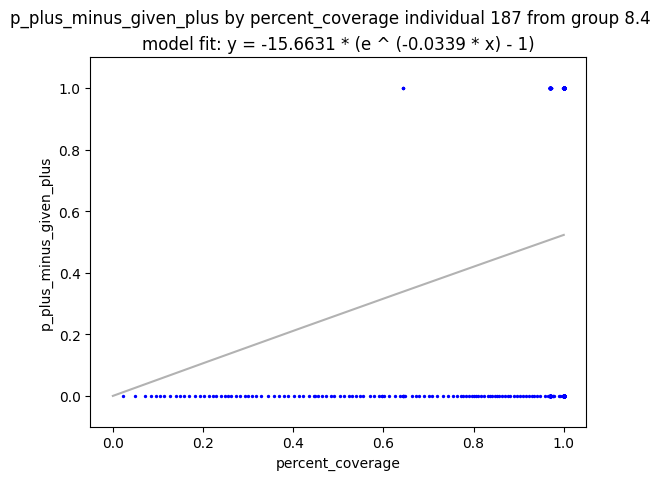 p_plus_minus_given_plus by percent_coverage individual 187 from group 8.4
model fit: y = -15.6631 * (e ^ (-0.0339 * x) - 1)
p_plus_minus_given_plus
1.0
0.8
0.6
0.4
0.2
0.0
0.0 0.2 0.4 0.6 0.8 1.0
percent_coverage